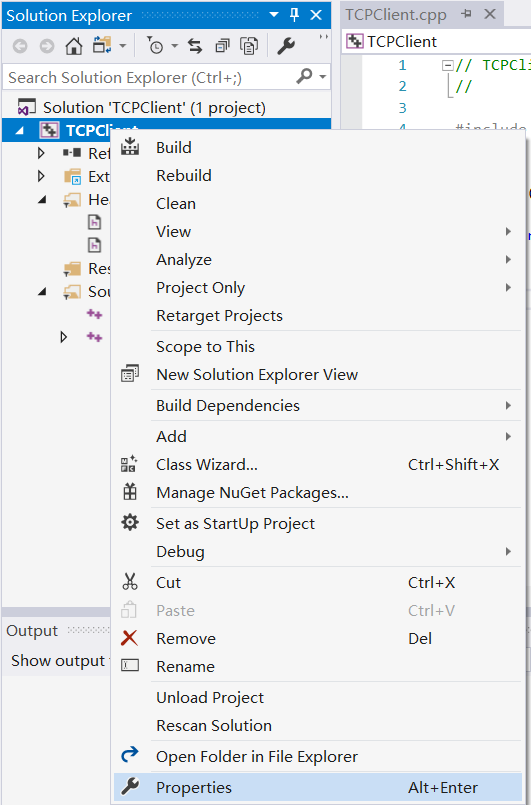 Solution Explorer
TCPClient.cpp
TCPClient
Search Solution Explorer (Ctrl+;)
1 // TCPCli
2 //
3
4 #include
Solution 'TCPClient' (1 project)
TCPClient
Ref
Ext
Hea
Res
Sou
Build
Rebuild
Clean
View
Analyze
Project Only
Retarget Projects
Scope to This
New Solution Explorer View
Build Dependencies
Add
Class Wizard... Ctrl+Shift+X
Manage NuGet Packages...
Set as StartUp Project
Debug
Cut Ctrl+X
Paste Ctrl+V
Remove Del
Rename
Unload Project
Rescan Solution
Open Folder in File Explorer
Properties Alt+Enter
Output
Show output